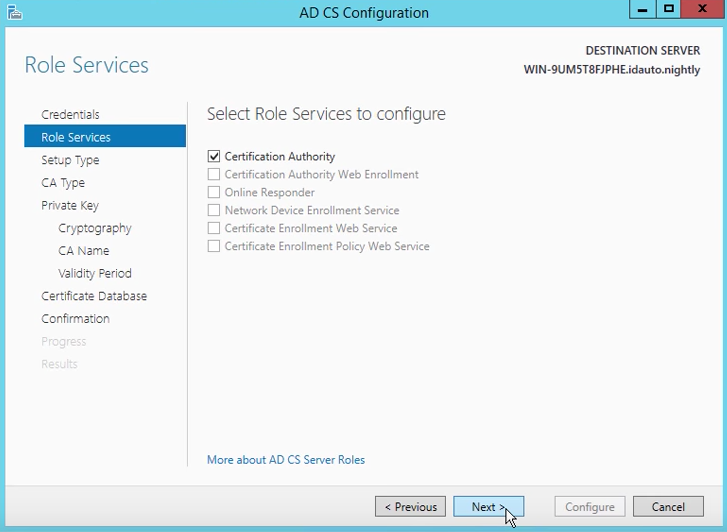 AD CS Configuration
Role Services
DESTINATION SERVER
WIN-9UM5T8FJPHE.idauto.nightly
Credentials
Role Services
Setup Type
CA Type
Private Key
Cryptography
CA Name
Validity Period
Certificate Database
Confirmation
Progress
Results
Select Role Services to configure
Certification Authority
Certification Authority Web Enrollment
Online Responder
Network Device Enrollment Service
Certificate Enrollment Web Service
Certificate Enrollment Policy Web Service
More about AD CS Server Roles
< Previous
Next >
Configure
Cancel